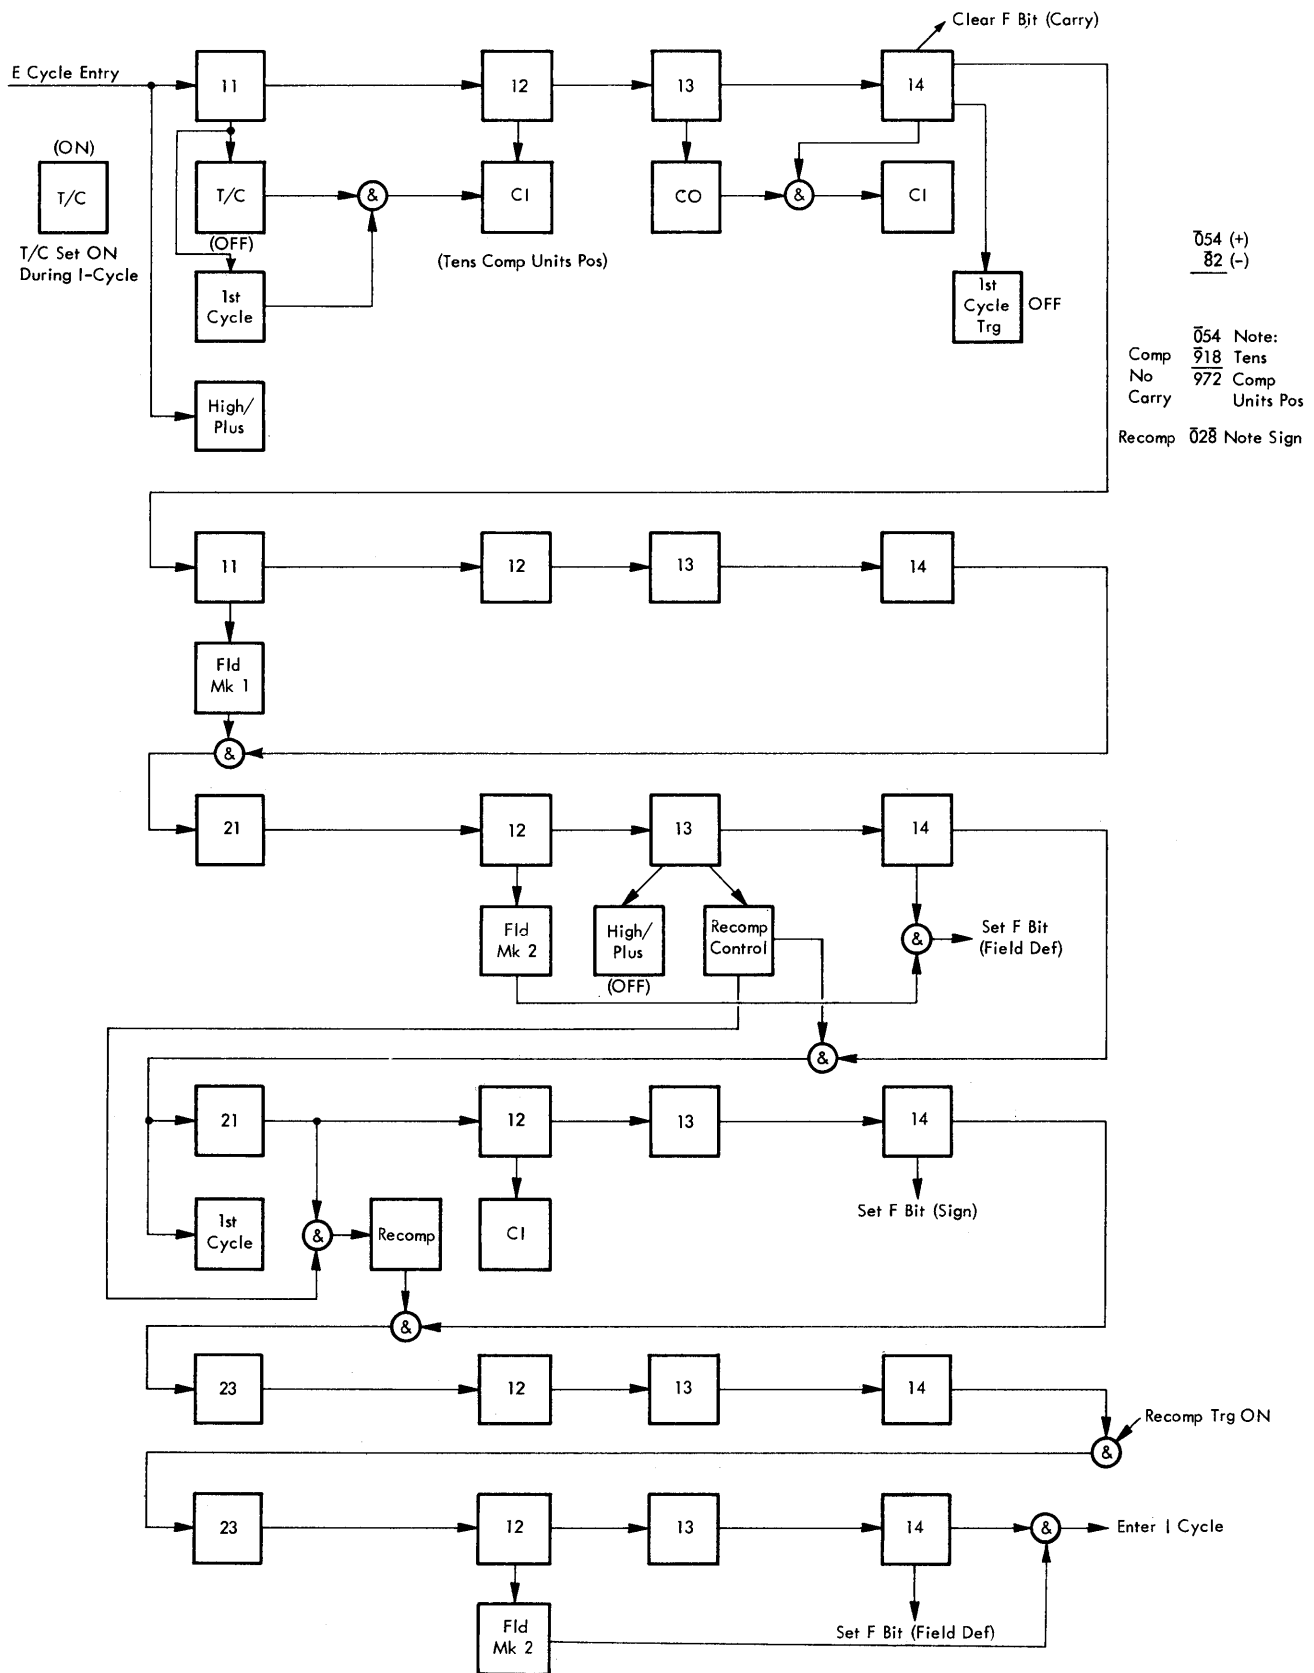 Clear F Bit (Carry)
E Cycle Entry
11
12
13
14
(ON)
T/C
T/C
&
CI
CO
&
CI
T/C Set ON
During I-Cycle
(OFF)
(Tens Comp Units Pos)
1st
Cycle
1st
Cycle
Trg
OFF
0̅54 (+)
8̅2 (-)
0̅54 Note:
Comp 9̅18 Tens
No 972 Comp
Carry Units Pos
Recomp 0̅28̅ Note Sign
High/
Plus
11
12
13
14
Fld
Mk 1
&
21
12
13
14
Fld
Mk 2
High/
Plus
(OFF)
Recomp
Control
&
Set F Bit
(Field Def)
&
21
12
13
14
1st
Cycle
&
Recomp
CI
Set F Bit (Sign)
&
23
12
13
14
Recomp Trg ON
&
23
12
13
14
&
Enter I Cycle
Fld
Mk 2
Set F Bit (Field Def)